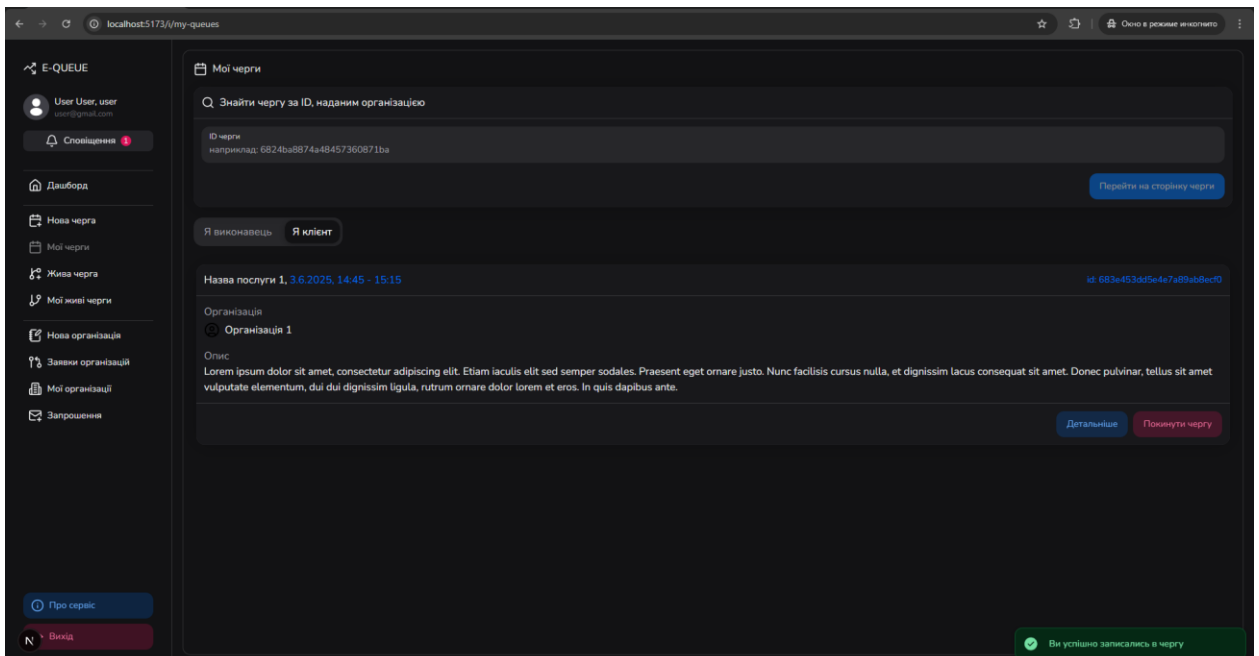 localhost:5173/i/my-queues
Окно в режиме инкогнито
E-QUEUE
User User, user
user@gmail.com
Сповіщення 1
Дашборд
Нова черга
Мої черги
Жива черга
Мої живі черги
Нова організація
Заявки організацій
Мої організації
Запрошення
Про сервіс
Вихід
N
Мої черги
Знайти чергу за ID, наданим організацією
ID черги
наприклад: 6824ba8874a48457360871ba
Перейти на сторінку черги
Я виконавець Я клієнт
Назва послуги 1, 3.6.2025, 14:45 - 15:15 id: 683e453dd5e4e7a89ab8ecf0
Організація
Організація 1
Опис
Lorem ipsum dolor sit amet, consectetur adipiscing elit. Etiam iaculis elit sed semper sodales. Praesent eget ornare justo. Nunc facilisis cursus nulla, et dignissim lacus consequat sit amet. Donec pulvinar, tellus sit amet
vulputate elementum, dui dui dignissim ligula, rutrum ornare dolor lorem et eros. In quis dapibus ante.
Детальніше Покинути чергу
Ви успішно записались в чергу